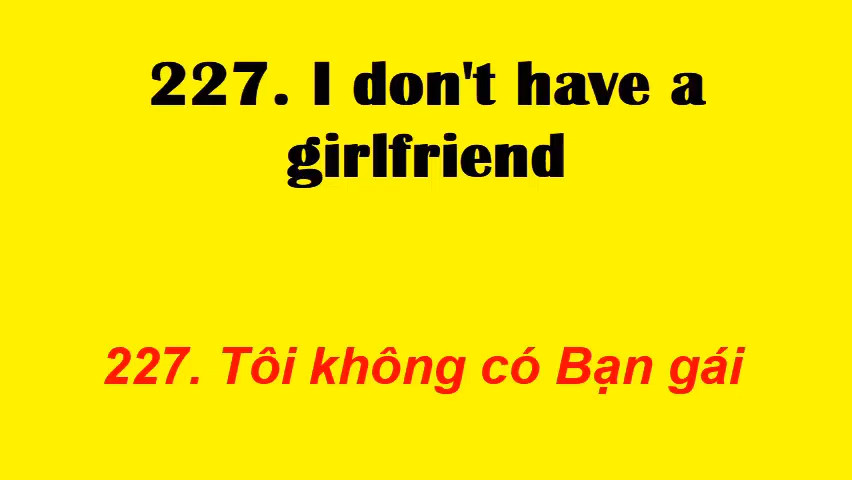 227. I don't have a
girlfriend
227. Tôi không có Bạn gái